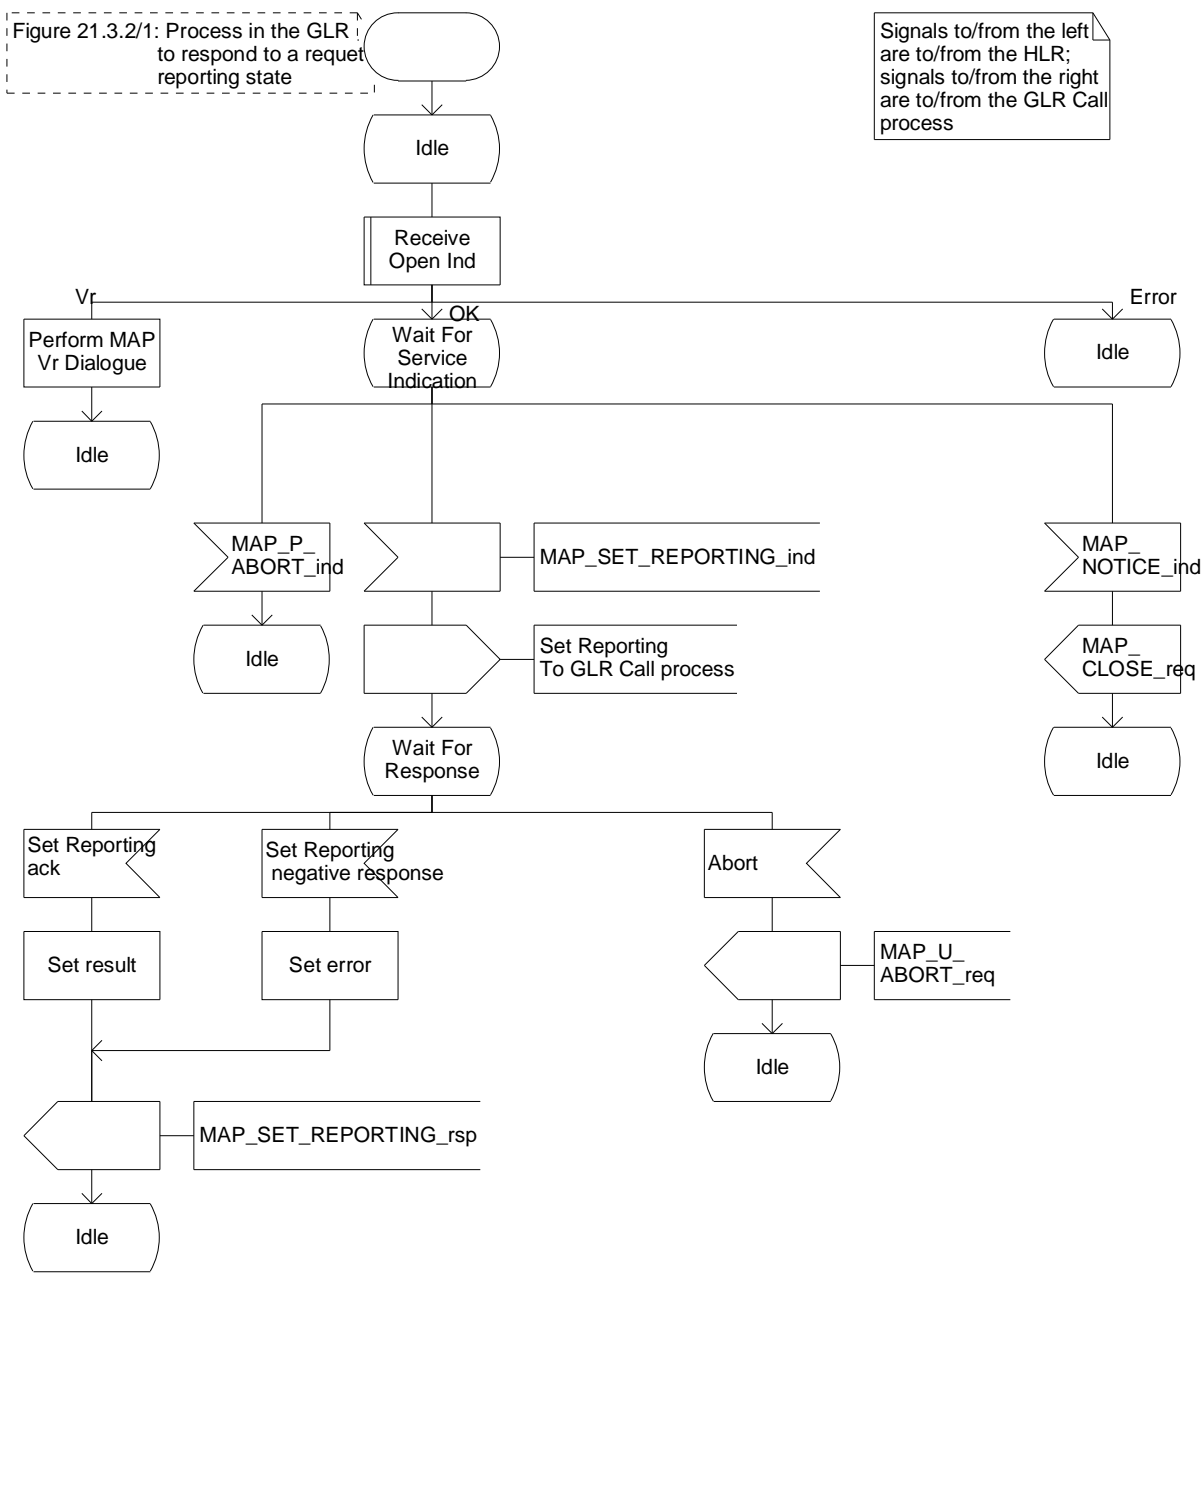 Figure 21.3.2/1: Process in the GLR
to respond to a requet
reporting state
Signals to/from the left
are to/from the HLR;
signals to/from the right
are to/from the GLR Call
process
Idle
Receive
Open Ind
Vr
OK
Error
Perform MAP
Vr Dialogue
Wait For
Service
Indication
Idle
Idle
MAP_P_
ABORT_ind
MAP_SET_REPORTING_ind
MAP_
NOTICE_ind
Idle
Set Reporting
To GLR Call process
MAP_
CLOSE_req
Wait For
Response
Idle
Set Reporting
ack
Set Reporting
negative response
Abort
Set result
Set error
MAP_U_
ABORT_req
Idle
MAP_SET_REPORTING_rsp
Idle